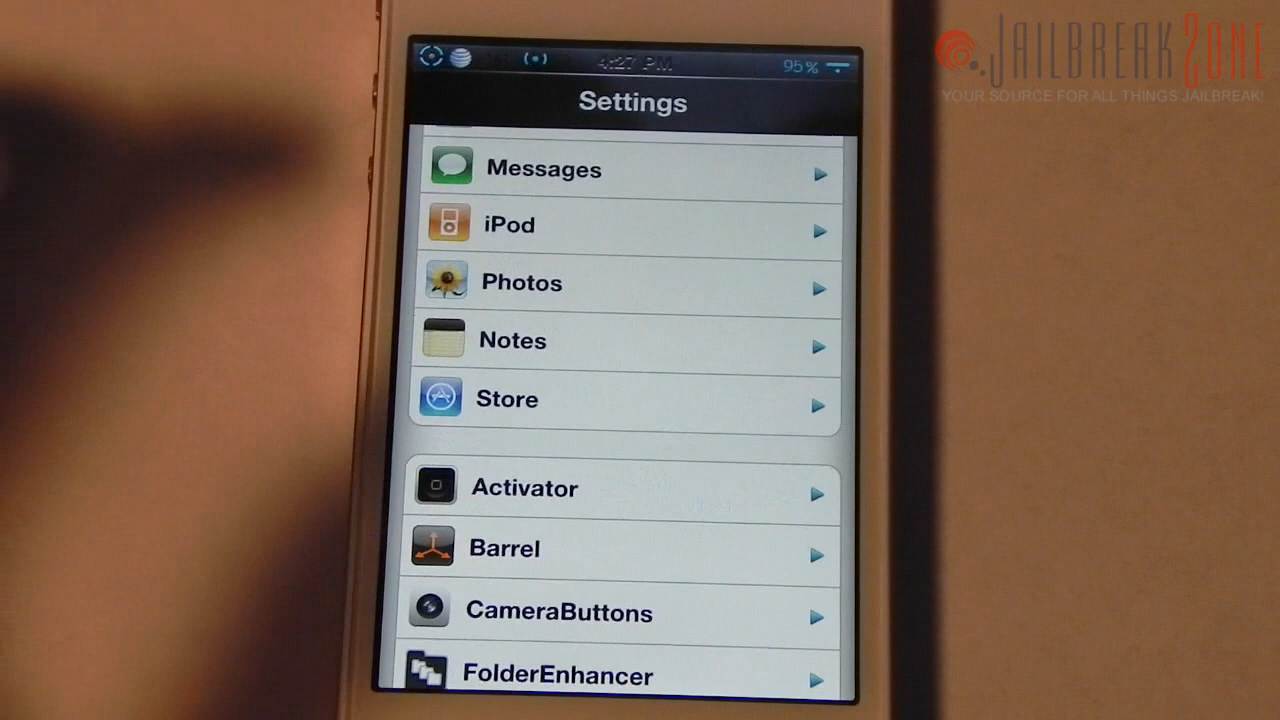 JAILBREAK ZONE
YOUR SOURCE FOR ALL THINGS JAILBREAK!
4:27 PM
95%
Settings
Messages
iPod
Photos
Notes
Store
Activator
Barrel
CameraButtons
FolderEnhancer